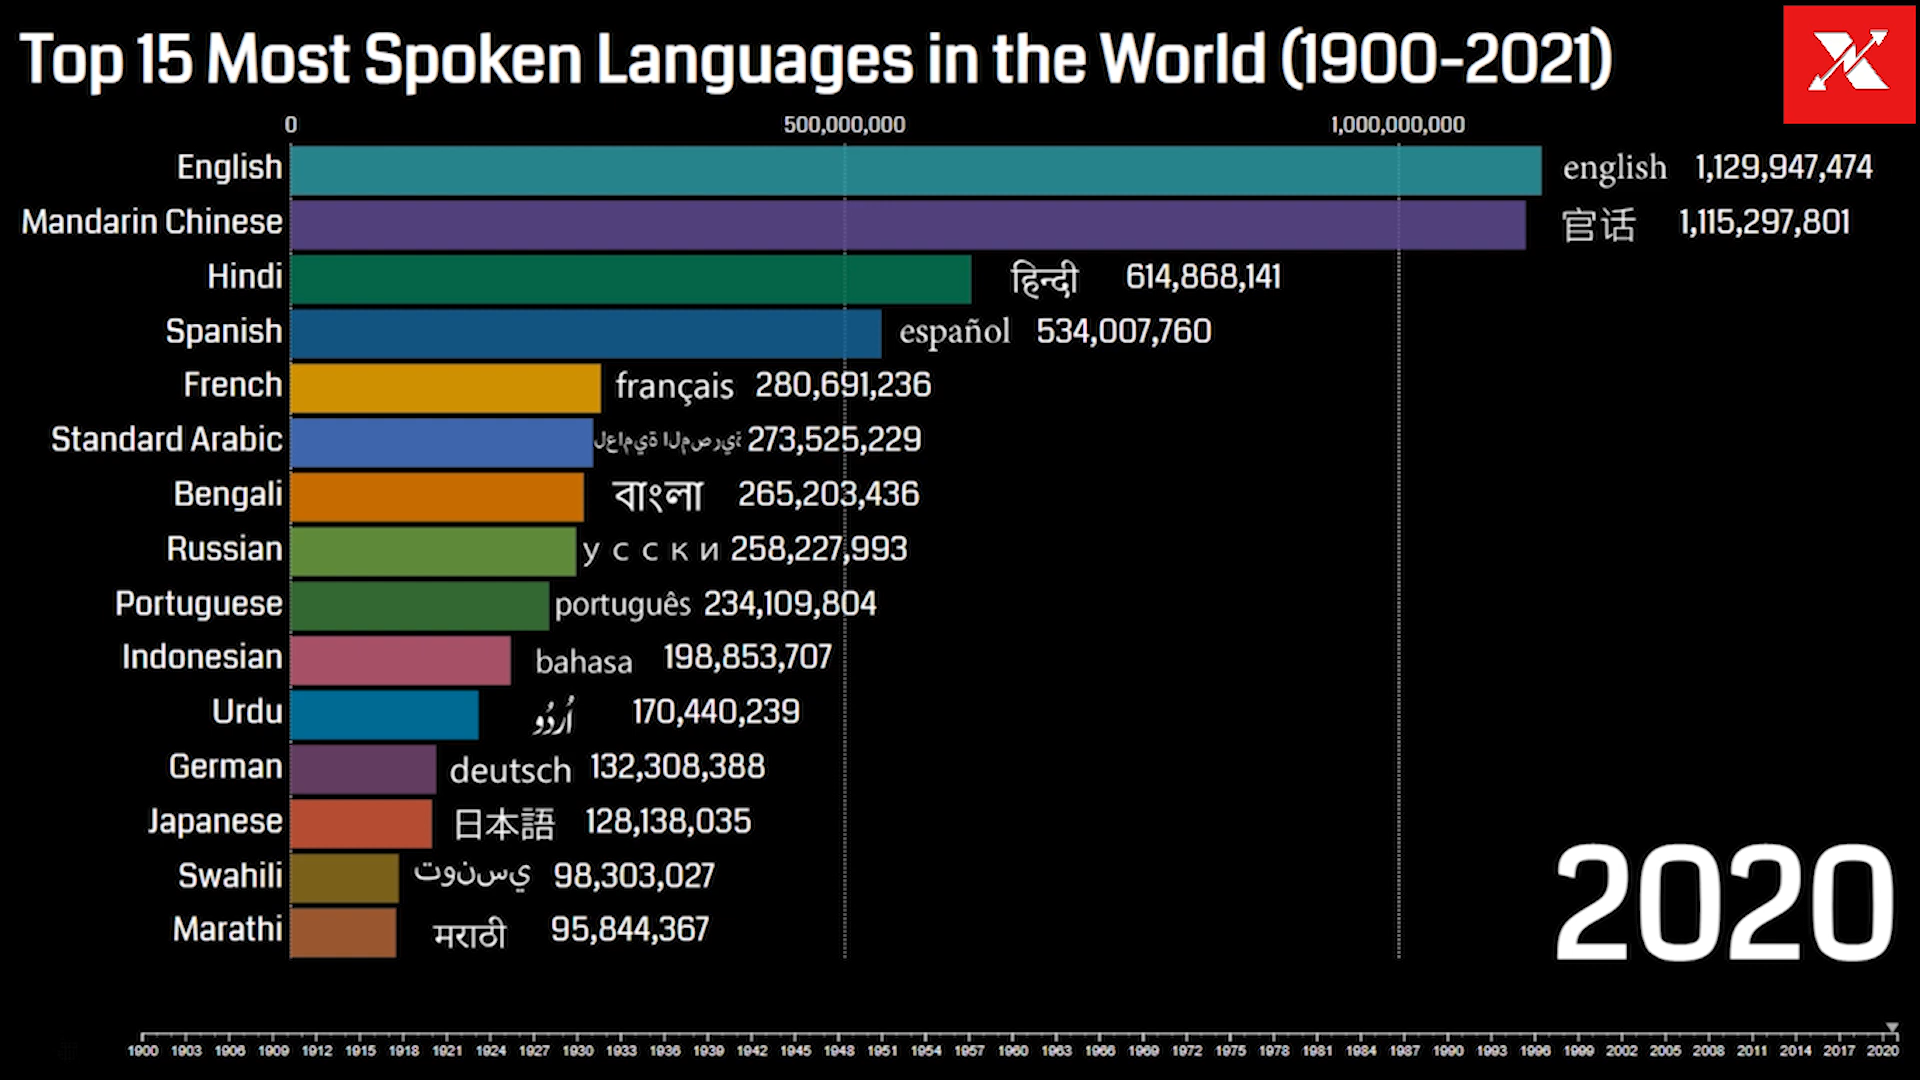 Top 15 Most Spoken Languages in the World (1900-2021)
0 500,000,000 1,000,000,000
English english 1,129,947,474
Mandarin Chinese 官话 1,115,297,801
Hindi हिन्दी 614,868,141
Spanish español 534,007,760
French français 280,691,236
Standard Arabic ل ع ا م ي ة ا ل م ص ر ي ة 273,525,229
Bengali বাংলা 265,203,436
Russian у с с к и 258,227,993
Portuguese português 234,109,804
Indonesian bahasa 198,853,707
Urdu اُردُو 170,440,239
German deutsch 132,308,388
Japanese 日本語 128,138,035
Swahili ت و ن س ي 98,303,027
Marathi मराठी 95,844,367
2020
1900 1903 1906 1909 1912 1915 1918 1921 1924 1927 1930 1933 1936 1939 1942 1945 1948 1951 1954 1957 1960 1963 1966 1969 1972 1975 1978 1981 1984 1987 1990 1993 1996 1999 2002 2005 2008 2011 2014 2017 2020